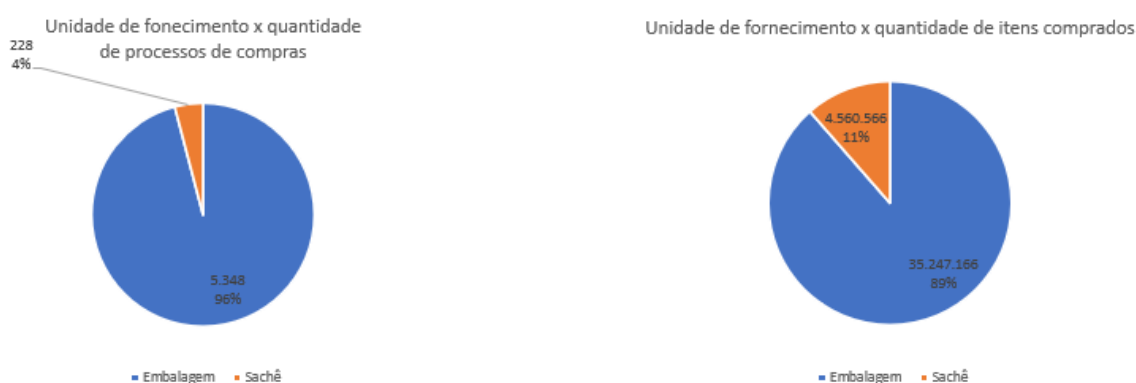 Unidade de fonecimento x quantidade
de processos de compras
228
4%
5.348
96%
Embalagem Sachê
Unidade de fornecimento x quantidade de itens comprados
4.560.566
11%
35.247.166
89%
Embalagem Sachê